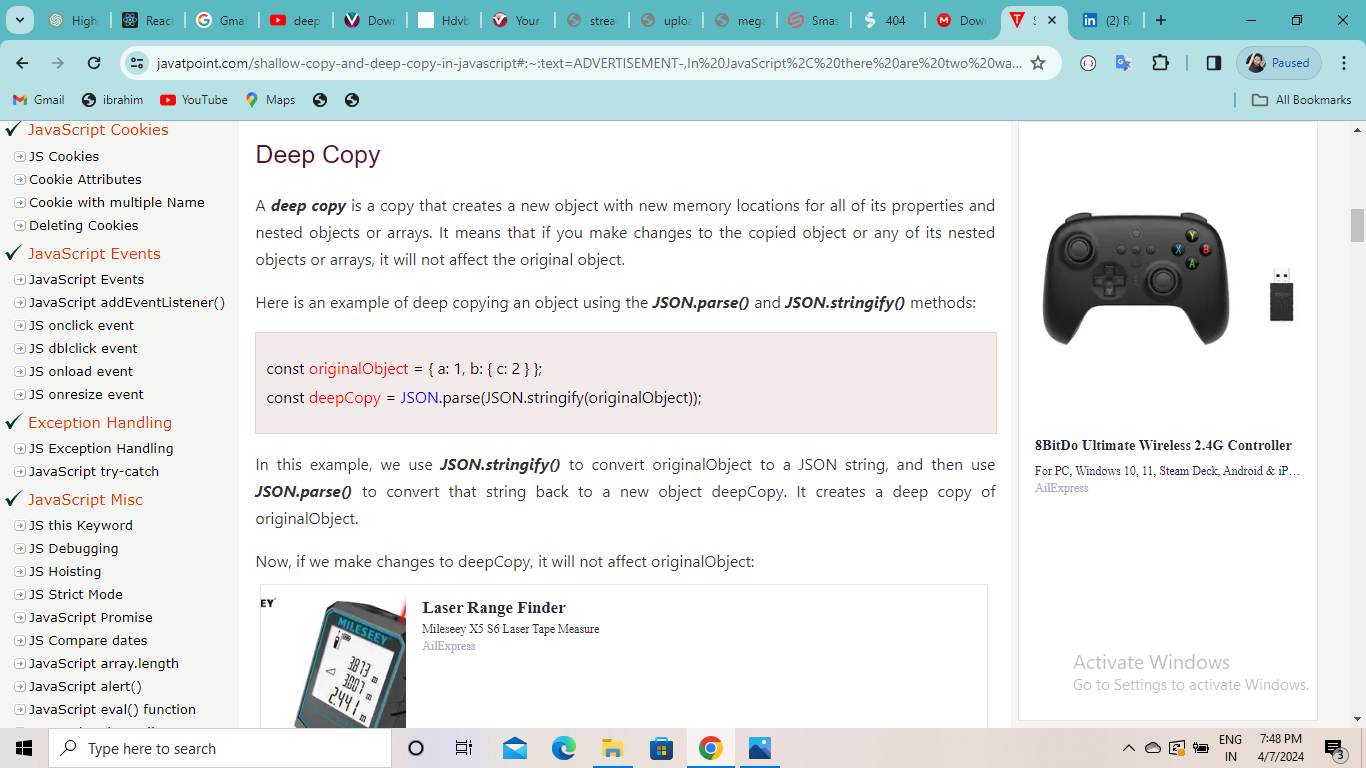 High
Reac
Gmai
deep
Dow
Hdvb
Your
strea
uploa
mega
Smas
404
Dow
S
(2) R
javatpoint.com/shallow-copy-and-deep-copy-in-javascript#:~:text=ADVERTISEMENT-,In%20JavaScript%2C%20there%20are%20two%20wa...
Paused
Gmail
ibrahim
YouTube
Maps
All Bookmarks
JavaScript Cookies
JS Cookies
Cookie Attributes
Cookie with multiple Name
Deleting Cookies
JavaScript Events
JavaScript Events
JavaScript addEventListener()
JS onclick event
JS dblclick event
JS onload event
JS onresize event
Exception Handling
JS Exception Handling
JavaScript try-catch
JavaScript Misc
JS this Keyword
JS Debugging
JS Hoisting
JS Strict Mode
JavaScript Promise
JS Compare dates
JavaScript array.length
JavaScript alert()
JavaScript eval() function
Deep Copy
A deep copy is a copy that creates a new object with new memory locations for all of its properties and
nested objects or arrays. It means that if you make changes to the copied object or any of its nested
objects or arrays, it will not affect the original object.
Here is an example of deep copying an object using the JSON.parse() and JSON.stringify() methods:
const originalObject = { a: 1, b: { c: 2 } };
const deepCopy = JSON.parse(JSON.stringify(originalObject));
In this example, we use JSON.stringify() to convert originalObject to a JSON string, and then use
JSON.parse() to convert that string back to a new object deepCopy. It creates a deep copy of
originalObject.
Now, if we make changes to deepCopy, it will not affect originalObject:
EY
MILESEEY
3.873 m
3.007 m
2.441 m
Laser Range Finder
Mileseey X5 S6 Laser Tape Measure
AilExpress
Y
X
B
A
8BitDo Ultimate Wireless 2.4G Controller
For PC, Windows 10, 11, Steam Deck, Android & iP...
AilExpress
Activate Windows
Go to Settings to activate Windows.
Type here to search
ENG
IN
7:48 PM
4/7/2024
3